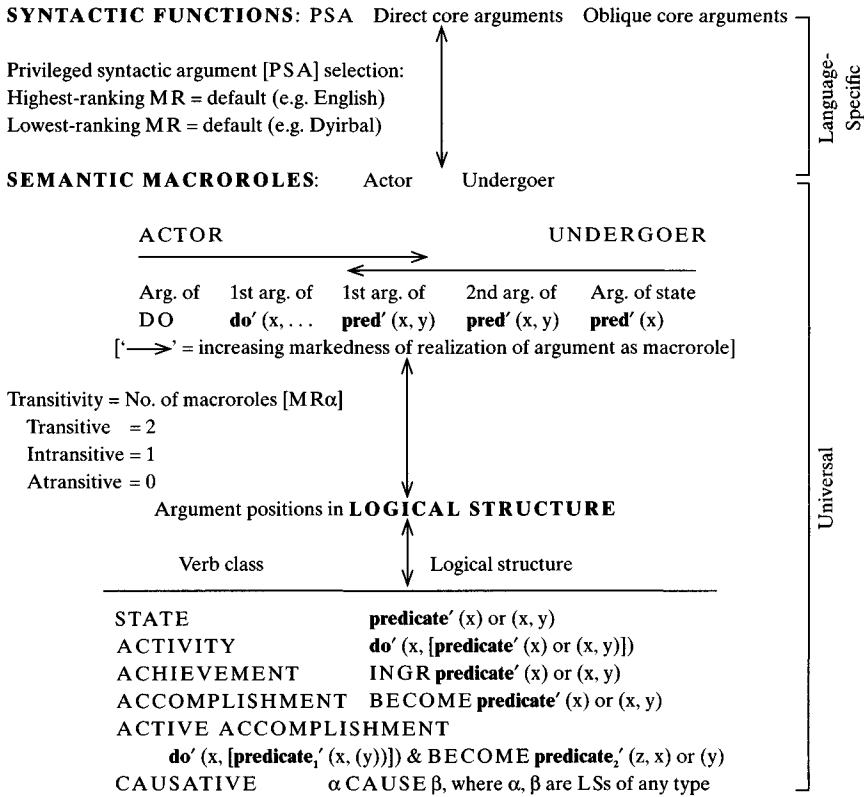 SYNTACTIC FUNCTIONS: PSA Direct core arguments Oblique core arguments
Privileged syntactic argument [PSA] selection:
Highest-ranking MR = default (e.g. English)
Lowest-ranking MR = default (e.g. Dyirbal)
Language-
Specific
SEMANTIC MACROROLES: Actor Undergoer
ACTOR UNDERGOER
Arg. of 1st arg. of 1st arg. of 2nd arg. of Arg. of state
DO do′ (x, ... pred′ (x, y) pred′ (x, y) pred′ (x)
[‘⟶’ = increasing markedness of realization of argument as macrorole]
Transitivity = No. of macroroles [MRα]
Transitive = 2
Intransitive = 1
Atransitive = 0
Argument positions in LOGICAL STRUCTURE
Universal
Verb class Logical structure
STATE predicate′ (x) or (x, y)
ACTIVITY do′ (x, [predicate′ (x) or (x, y)])
ACHIEVEMENT INGR predicate′ (x) or (x, y)
ACCOMPLISHMENT BECOME predicate′ (x) or (x, y)
ACTIVE ACCOMPLISHMENT
do′ (x, [predicate₁′ (x, (y))]) & BECOME predicate₂′ (z, x) or (y)
CAUSATIVE α CAUSE β, where α, β are LSs of any type